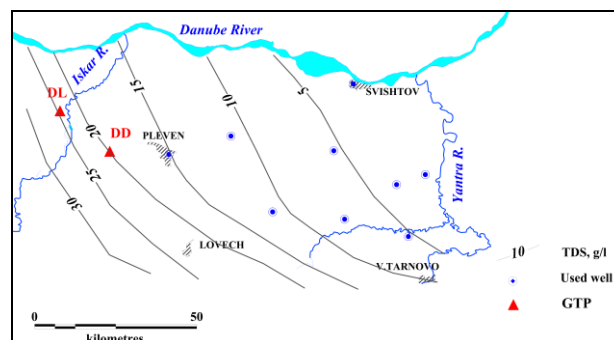 Danube River
Iskar R.
DL
15
10
5
SVISHTOV
20
DD
PLEVEN
Yantra R.
25
30
LOVECH
V.TARNOVO
10 TDS, g/l
Used well
GTP
0 50
kilometres